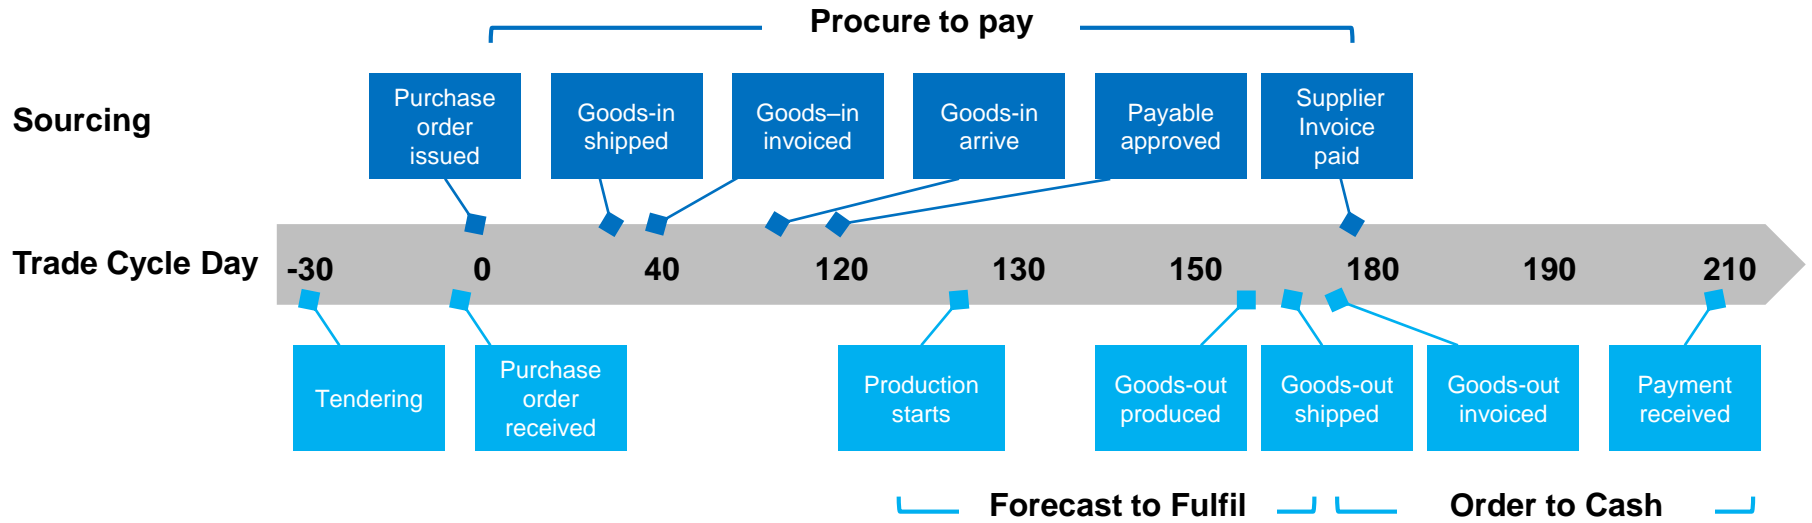 Procure to pay
Sourcing
Purchase
order
issued
Goods-in
shipped
Goods–in
invoiced
Goods-in
arrive
Payable
approved
Supplier
Invoice
paid
Trade Cycle Day -30 0 40 120 130 150 180 190 210
Tendering
Purchase
order
received
Production
starts
Goods-out
produced
Goods-out
shipped
Goods-out
invoiced
Payment
received
Forecast to Fulfil
Order to Cash